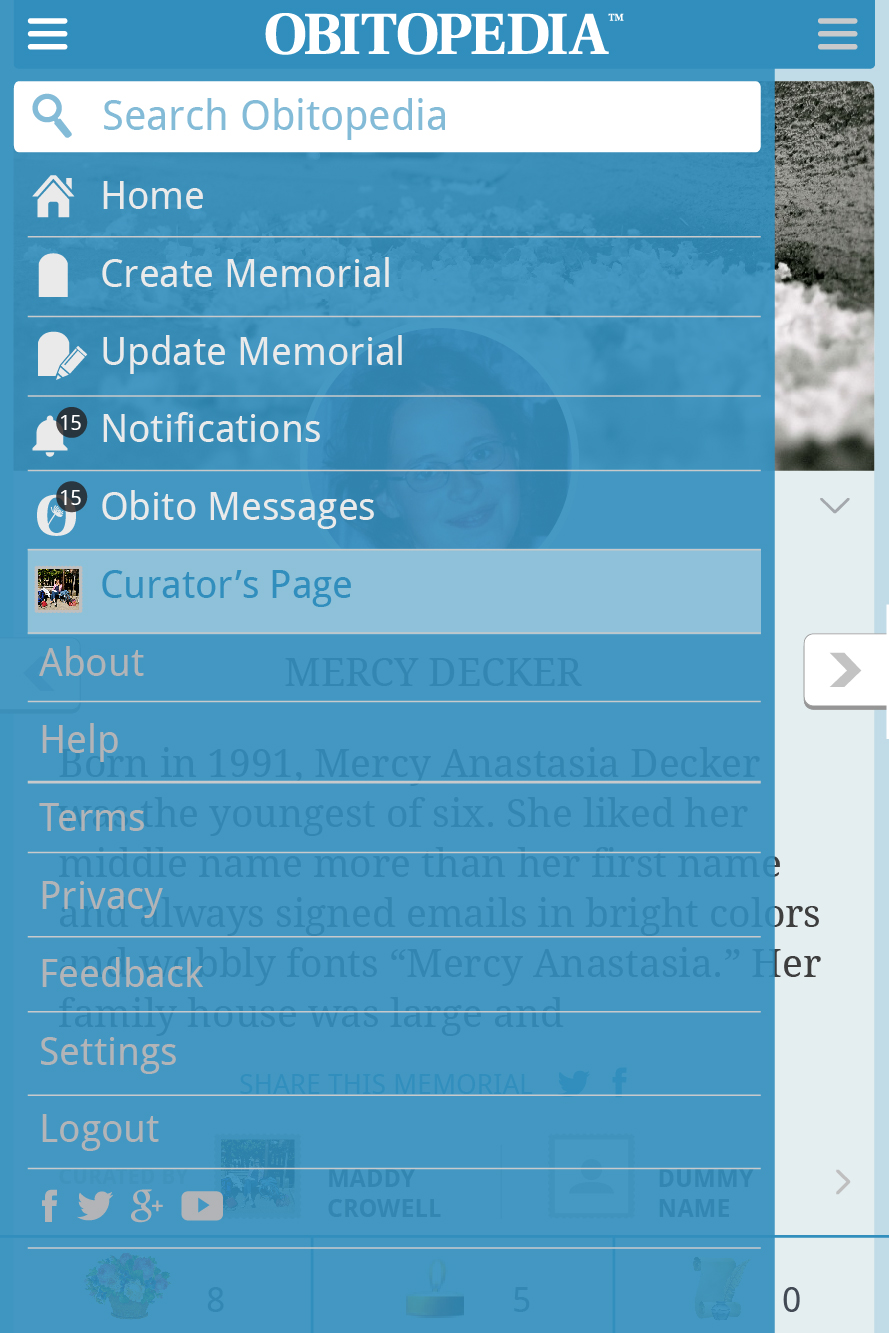 OBITOPEDIA™
Search Obitopedia
Home
Create Memorial
Update Memorial
15
Notifications
15
Obito Messages
Curator’s Page
About
MERCY DECKER
Help
Born in 1991, Mercy Anastasia Decker
Terms
was the youngest of six. She liked her
middle name more than her first name
Privacy
and always signed emails in bright colors
and wobbly fonts “Mercy Anastasia.” Her
Feedback
family house was large and
Settings
SHARE THIS MEMORIAL
Logout
CURATED BY
MADDY
CROWELL
DUMMY
NAME
8
5
0